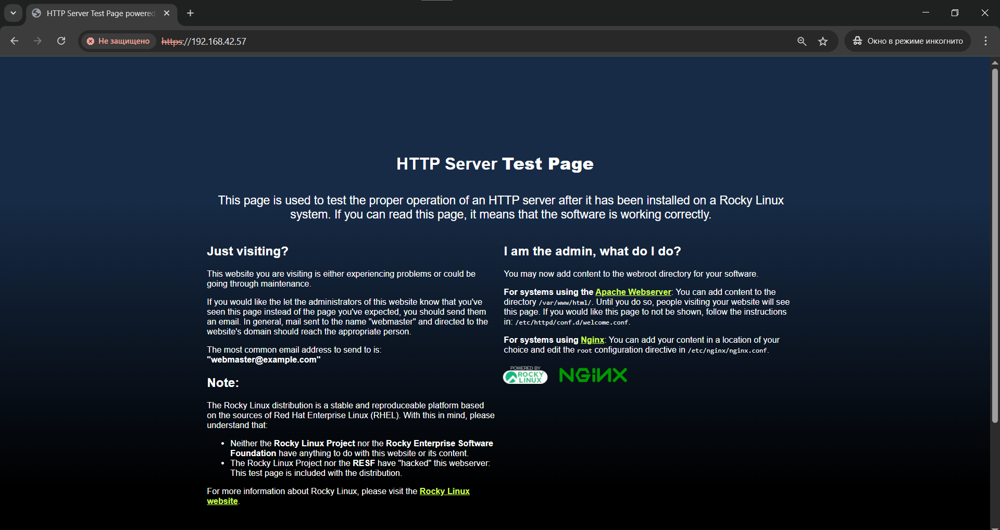 HTTP Server Test Page powered
Не защищено
https://192.168.42.57
Окно в режиме инкогнито
HTTP Server Test Page
This page is used to test the proper operation of an HTTP server after it has been installed on a Rocky Linux
system. If you can read this page, it means that the software is working correctly.
Just visiting?
This website you are visiting is either experiencing problems or could be
going through maintenance.
If you would like the let the administrators of this website know that you've
seen this page instead of the page you've expected, you should send them
an email. In general, mail sent to the name "webmaster" and directed to the
website's domain should reach the appropriate person.
The most common email address to send to is:
"webmaster@example.com"
Note:
The Rocky Linux distribution is a stable and reproduceable platform based
on the sources of Red Hat Enterprise Linux (RHEL). With this in mind, please
understand that:
• Neither the Rocky Linux Project nor the Rocky Enterprise Software
Foundation have anything to do with this website or its content.
• The Rocky Linux Project nor the RESF have "hacked" this webserver:
This test page is included with the distribution.
For more information about Rocky Linux, please visit the Rocky Linux
website.
I am the admin, what do I do?
You may now add content to the webroot directory for your software.
For systems using the Apache Webserver: You can add content to the
directory /var/www/html/. Until you do so, people visiting your website will see
this page. If you would like this page to not be shown, follow the instructions
in: /etc/httpd/conf.d/welcome.conf.
For systems using Nginx: You can add your content in a location of your
choice and edit the root configuration directive in /etc/nginx/nginx.conf.
POWERED BY
ROCKY
LINUX
NGINX